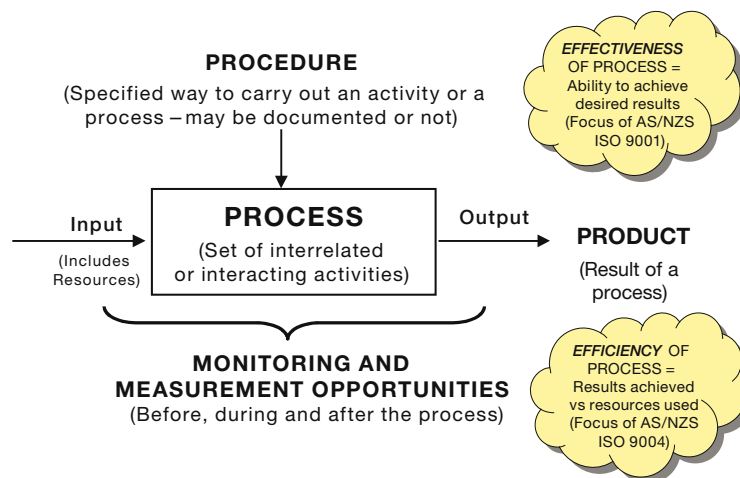 PROCEDURE
(Specified way to carry out an activity or a
process – may be documented or not)
EFFECTIVENESS
OF PROCESS =
Ability to achieve
desired results
(Focus of AS/NZS
ISO 9001)
Input
(Includes
Resources)
PROCESS
(Set of interrelated
or interacting activities)
Output
PRODUCT
(Result of a
process)
MONITORING AND
MEASUREMENT OPPORTUNITIES
(Before, during and after the process)
EFFICIENCY OF
PROCESS =
Results achieved
vs resources used
(Focus of AS/NZS
ISO 9004)